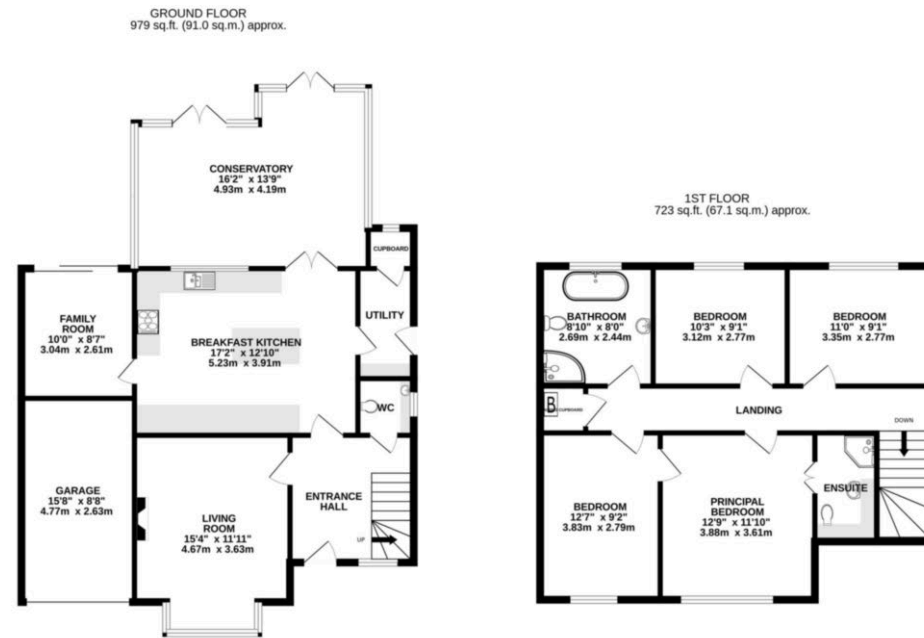 GROUND FLOOR
979 sq.ft. (91.0 sq.m.) approx.
CONSERVATORY
16'2" x 13'9"
4.93m x 4.19m
CUPBOARD
FAMILY
ROOM
10'0" x 8'7"
3.04m x 2.61m
UTILITY
BREAKFAST KITCHEN
17'2" x 12'10"
5.23m x 3.91m
WC
GARAGE
15'8" x 8'8"
4.77m x 2.63m
LIVING
ROOM
15'4" x 11'11"
4.67m x 3.63m
ENTRANCE
HALL
UP
1ST FLOOR
723 sq.ft. (67.1 sq.m.) approx.
BATHROOM
8'10" x 8'0"
2.69m x 2.44m
BEDROOM
10'3" x 9'1"
3.12m x 2.77m
BEDROOM
11'0" x 9'1"
3.35m x 2.77m
B
CUPBOARD
LANDING
DOWN
BEDROOM
12'7" x 9'2"
3.83m x 2.79m
PRINCIPAL
BEDROOM
12'9" x 11'10"
3.88m x 3.61m
ENSUITE